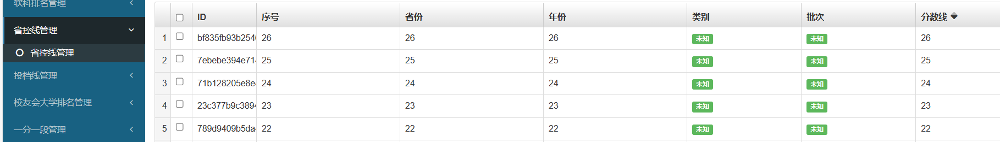 软科排名管理
省控线管理
省控线管理
投档线管理
校友会大学排名管理
一分一段管理
ID 序号 省份 年份 类别 批次 分数线
1 bf835fb93b254 26 26 26 未知 未知 26
2 7ebebe394e714 25 25 25 未知 未知 25
3 71b128205e8e4 24 24 24 未知 未知 24
4 23c377b9c3894 23 23 23 未知 未知 23
5 789d9409b5da4 22 22 22 未知 未知 22